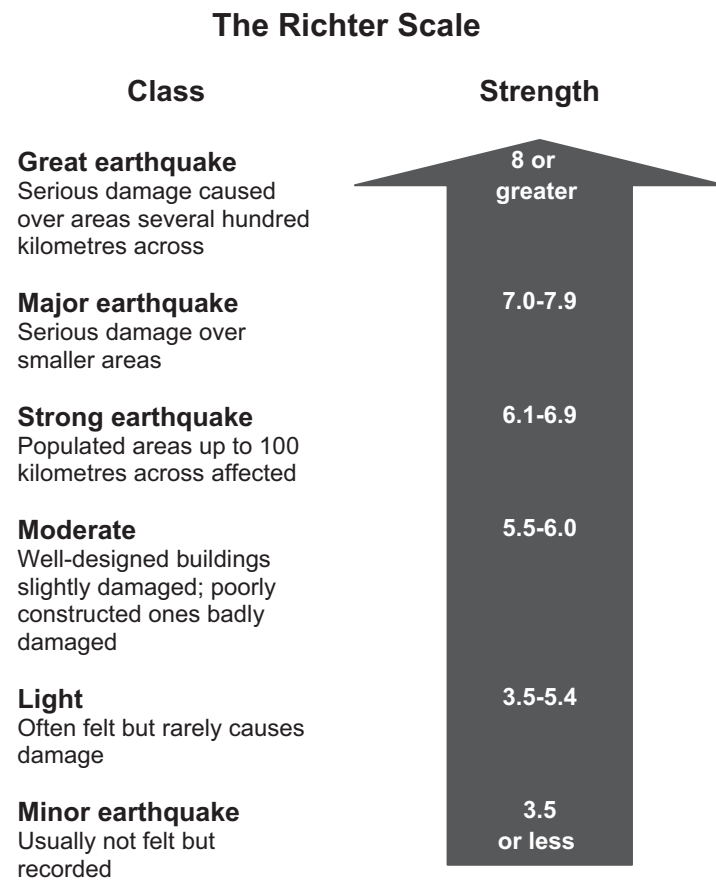 The Richter Scale
Class
Strength
Great earthquake
Serious damage caused
over areas several hundred
kilometres across
8 or
greater
Major earthquake
Serious damage over
smaller areas
7.0-7.9
Strong earthquake
Populated areas up to 100
kilometres across affected
6.1-6.9
Moderate
Well-designed buildings
slightly damaged; poorly
constructed ones badly
damaged
5.5-6.0
Light
Often felt but rarely causes
damage
3.5-5.4
Minor earthquake
Usually not felt but
recorded
3.5
or less